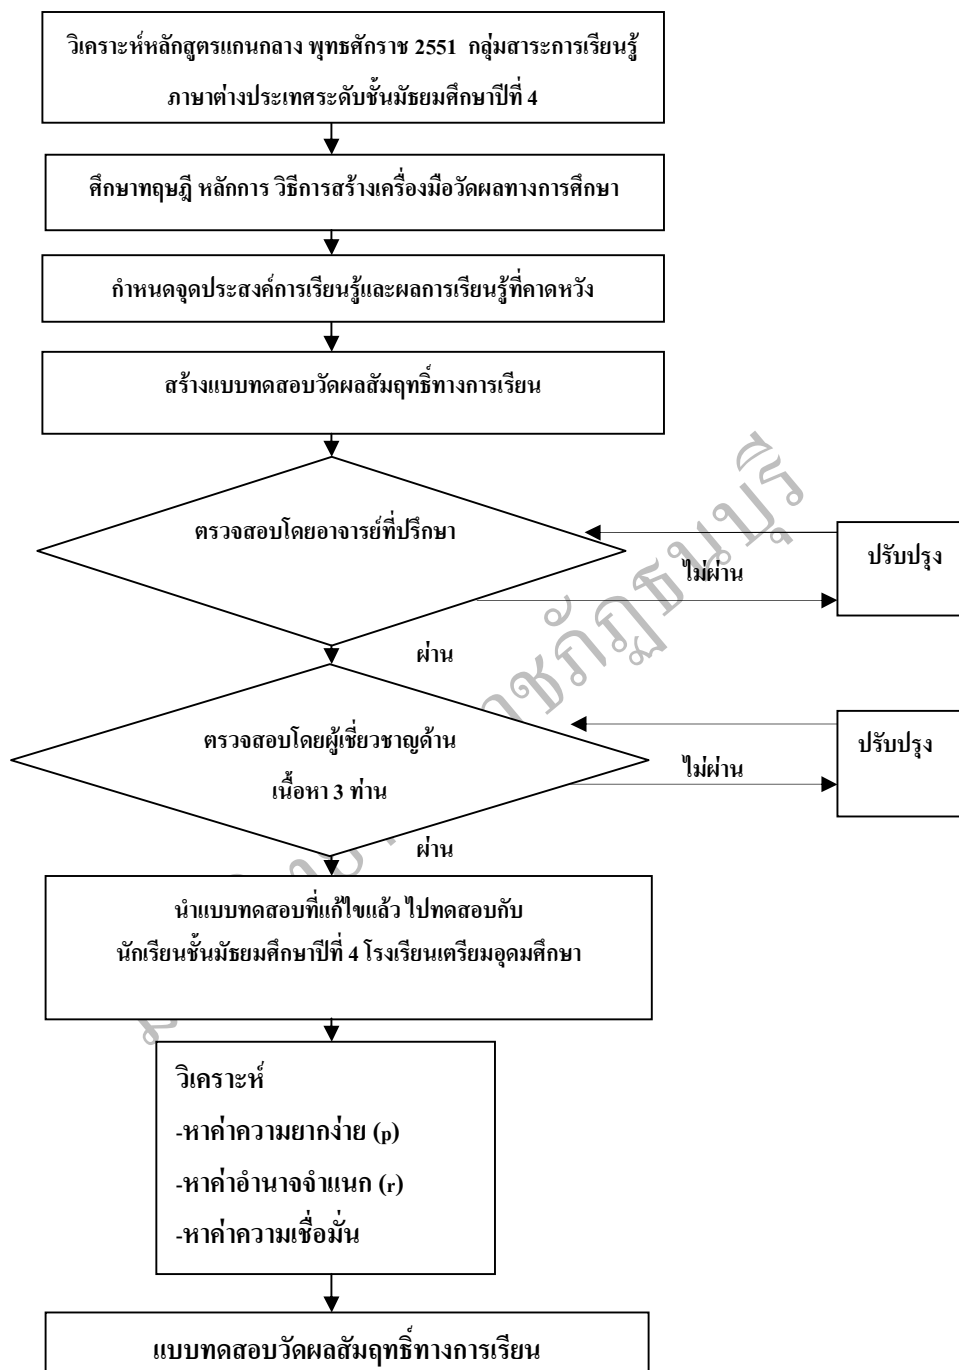 วิเคราะห์หลักสูตรแกนกลาง พุทธศักราช 2551 กลุ่มสาระการเรียนรู้
ภาษาต่างประเทศระดับชั้นมัธยมศึกษาปีที่ 4
ศึกษาทฤษฎี หลักการ วิธีการสร้างเครื่องมือวัดผลทางการศึกษา
กำหนดจุดประสงค์การเรียนรู้และผลการเรียนรู้ที่คาดหวัง
สร้างแบบทดสอบวัดผลสัมฤทธิ์ทางการเรียน
ตรวจสอบโดยอาจารย์ที่ปรึกษา
ปรับปรุง
ไม่ผ่าน
ผ่าน
ตรวจสอบโดยผู้เชี่ยวชาญด้าน
เนื้อหา 3 ท่าน
ปรับปรุง
ไม่ผ่าน
ผ่าน
นำแบบทดสอบที่แก้ไขแล้ว ไปทดสอบกับ
นักเรียนชั้นมัธยมศึกษาปีที่ 4 โรงเรียนเตรียมอุดมศึกษา
วิเคราะห์
-หาค่าความยากง่าย (p)
-หาค่าอำนาจจำแนก (r)
-หาค่าความเชื่อมั่น
แบบทดสอบวัดผลสัมฤทธิ์ทางการเรียน